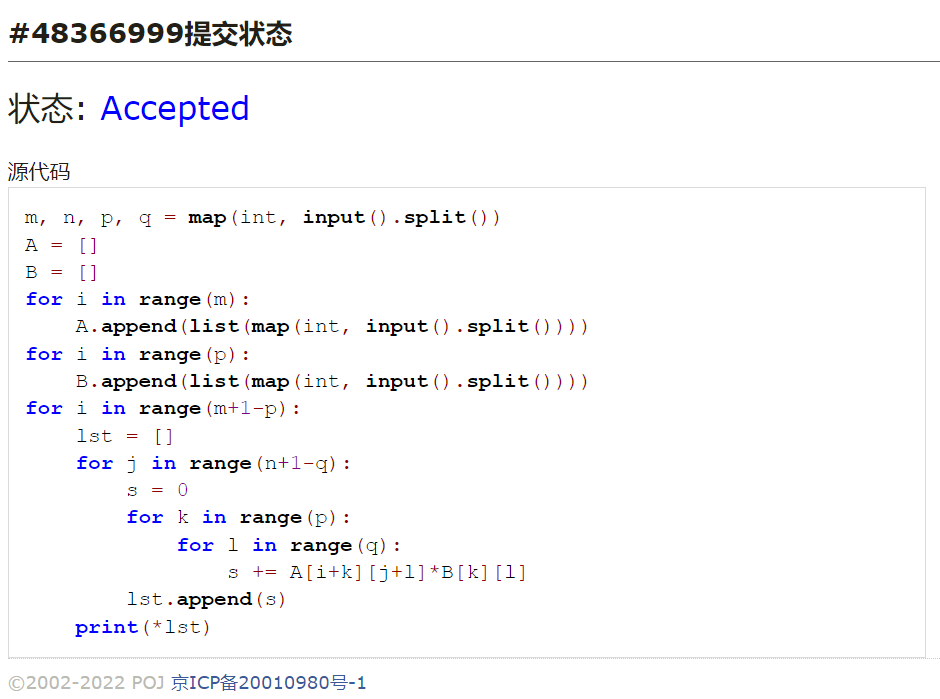 #48366999提交状态
状态: Accepted
源代码
m, n, p, q = map(int, input().split())
A = []
B = []
for i in range(m):
    A.append(list(map(int, input().split())))
for i in range(p):
    B.append(list(map(int, input().split())))
for i in range(m+1-p):
    lst = []
    for j in range(n+1-q):
        s = 0
        for k in range(p):
            for l in range(q):
                s += A[i+k][j+l]*B[k][l]
        lst.append(s)
    print(*lst)
©2002-2022 POJ 京ICP备20010980号-1